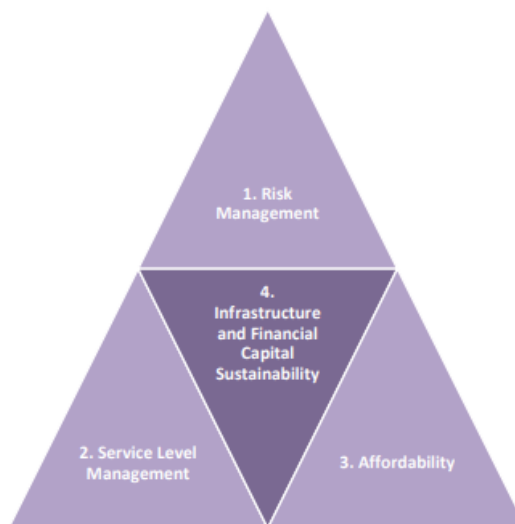 1. Risk
Management
4.
Infrastructure
and Financial
Capital
Sustainability
2. Service Level
Management
3. Affordability